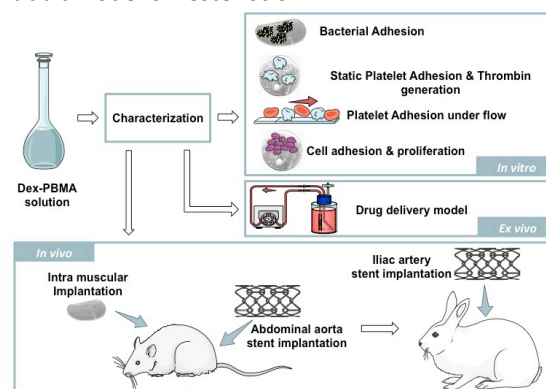 Bacterial Adhesion
Static Platelet Adhesion & Thrombin
generation
Characterization
Platelet Adhesion under flow
Cell adhesion & proliferation
In vitro
Dex-PBMA
solution
Drug delivery model
Ex vivo
In vivo
Iliac artery
stent implantation
Intra muscular
Implantation
Abdominal aorta
stent implantation